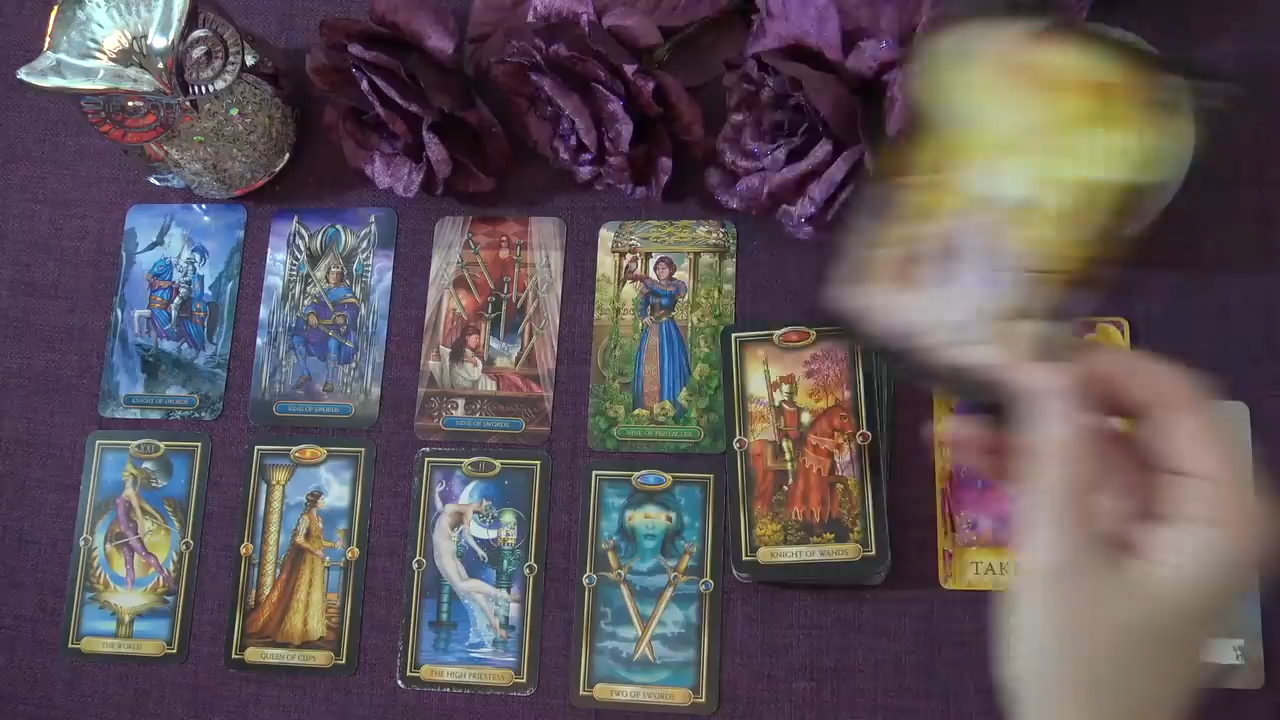 KNIGHT OF SWORDS
KING OF SWORDS
NINE OF SWORDS
NINE OF PENTACLES
XXI
THE WORLD
QUEEN OF CUPS
II
THE HIGH PRIESTESS
TWO OF SWORDS
KNIGHT OF WANDS
TAK